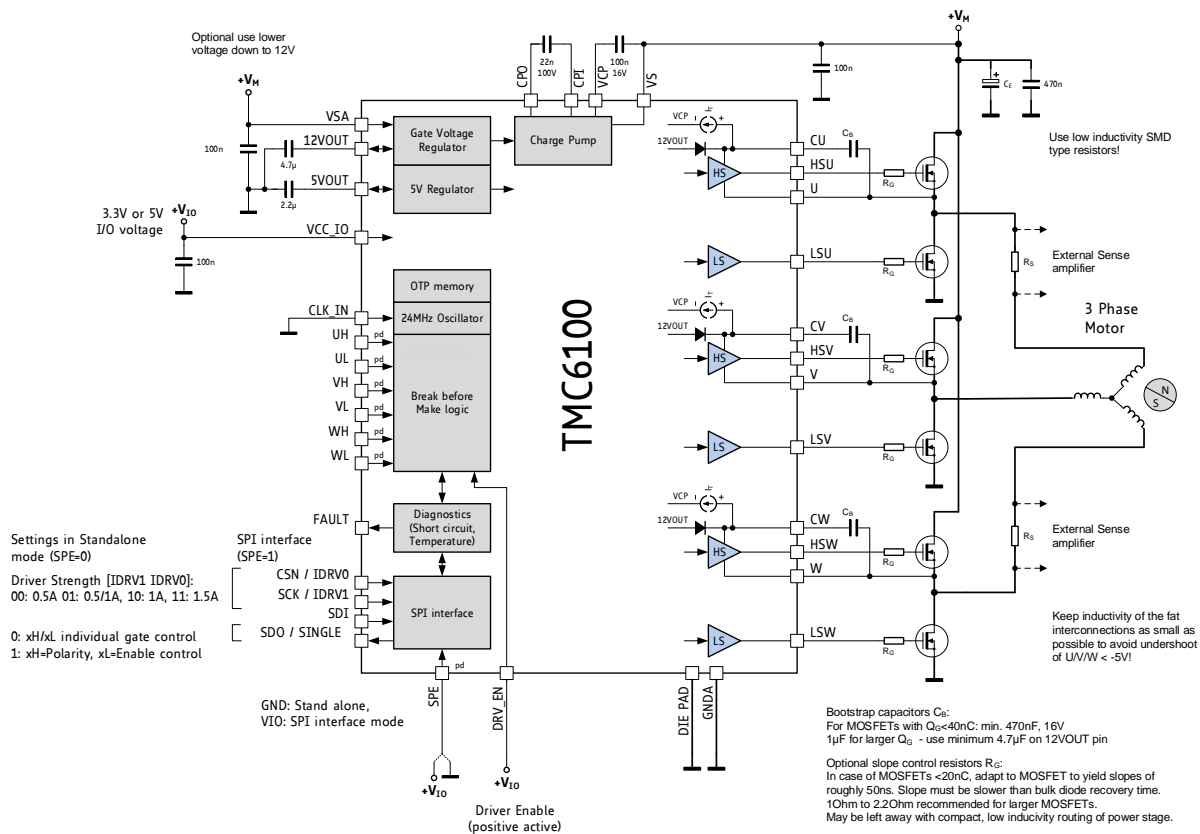 +VM
Optional use lower
voltage down to 12V
+VM
22n
100V
100n
16V
CPO
CPI
VCP
VS
100n
CE
470n
Use low inductivity SMD
type resistors!
VSA
12VOUT
5VOUT
100n
4.7µ
2.2µ
Gate Voltage
Regulator
5V Regulator
Charge Pump
3.3V or 5V
I/O voltage
+VIO
VCC_IO
100n
TMC6100
VCP
+
12VOUT
HS
CU
CB
HSU
RG
U
LS
LSU
RG
RS
External Sense
amplifier
OTP memory
24MHz Oscillator
Break before
Make logic
CLK_IN
UH
pd
UL
pd
VH
pd
VL
pd
WH
pd
WL
pd
VCP
+
12VOUT
HS
CV
CB
HSV
RG
V
LS
LSV
RG
3 Phase
Motor
N
S
FAULT
Diagnostics
(Short circuit,
Temperature)
VCP
+
12VOUT
HS
CW
CB
HSW
RG
W
LS
LSW
RG
RS
External Sense
amplifier
Settings in Standalone
mode (SPE=0)
SPI interface
(SPE=1)
Driver Strength [IDRV1 IDRV0]:
00: 0.5A 01: 0.5/1A, 10: 1A, 11: 1.5A
CSN / IDRV0
SCK / IDRV1
SDI
SDO / SINGLE
SPI interface
0: xH/xL individual gate control
1: xH=Polarity, xL=Enable control
Keep inductivity of the fat
interconnections as small as
possible to avoid undershoot
of U/V/W < -5V!
pd
SPE
DRV_EN
DIE PAD
GNDA
GND: Stand alone,
VIO: SPI interface mode
+VIO
+VIO
Driver Enable
(positive active)
Bootstrap capacitors CB:
For MOSFETs with QG<40nC: min. 470nF, 16V
1µF for larger QG - use minimum 4.7µF on 12VOUT pin
Optional slope control resistors RG:
In case of MOSFETs <20nC, adapt to MOSFET to yield slopes of
roughly 50ns. Slope must be slower than bulk diode recovery time.
1Ohm to 2.2Ohm recommended for larger MOSFETs.
May be left away with compact, low inducivity routing of power stage.